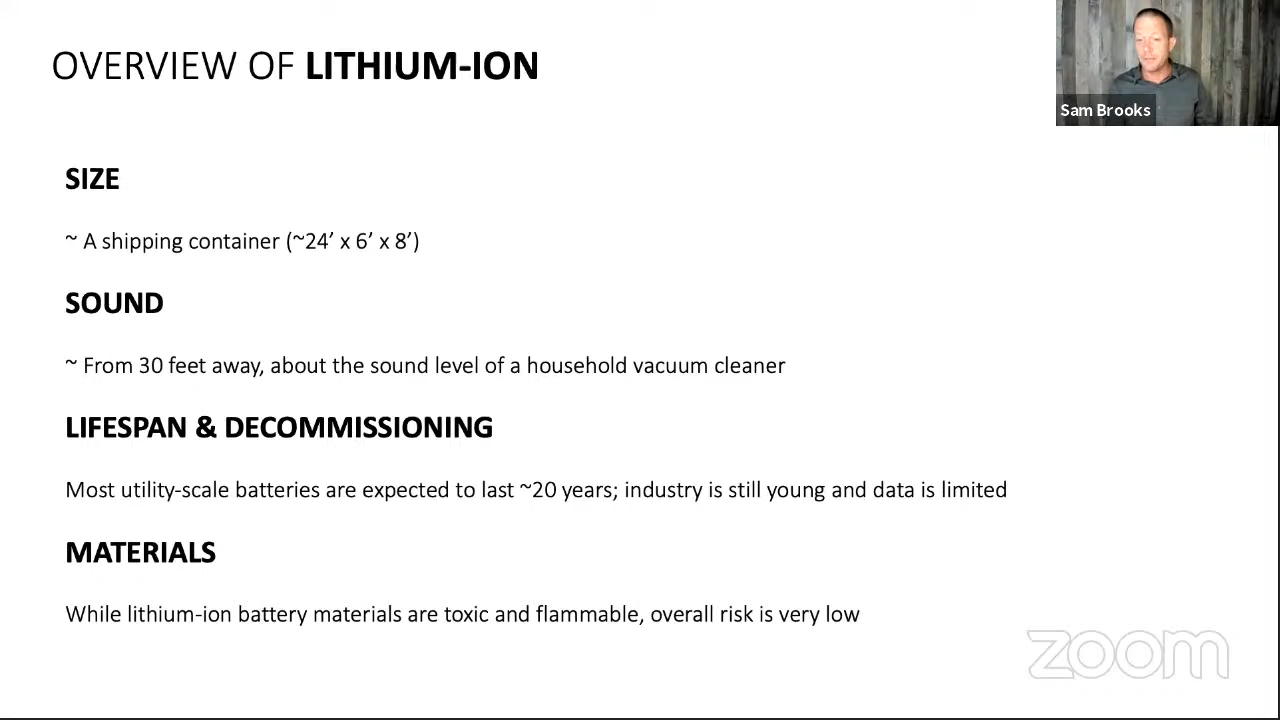 OVERVIEW OF LITHIUM-ION
Sam Brooks
SIZE
~ A shipping container (~24’ x 6’ x 8’)
SOUND
~ From 30 feet away, about the sound level of a household vacuum cleaner
LIFESPAN & DECOMMISSIONING
Most utility-scale batteries are expected to last ~20 years; industry is still young and data is limited
MATERIALS
While lithium-ion battery materials are toxic and flammable, overall risk is very low
zoom